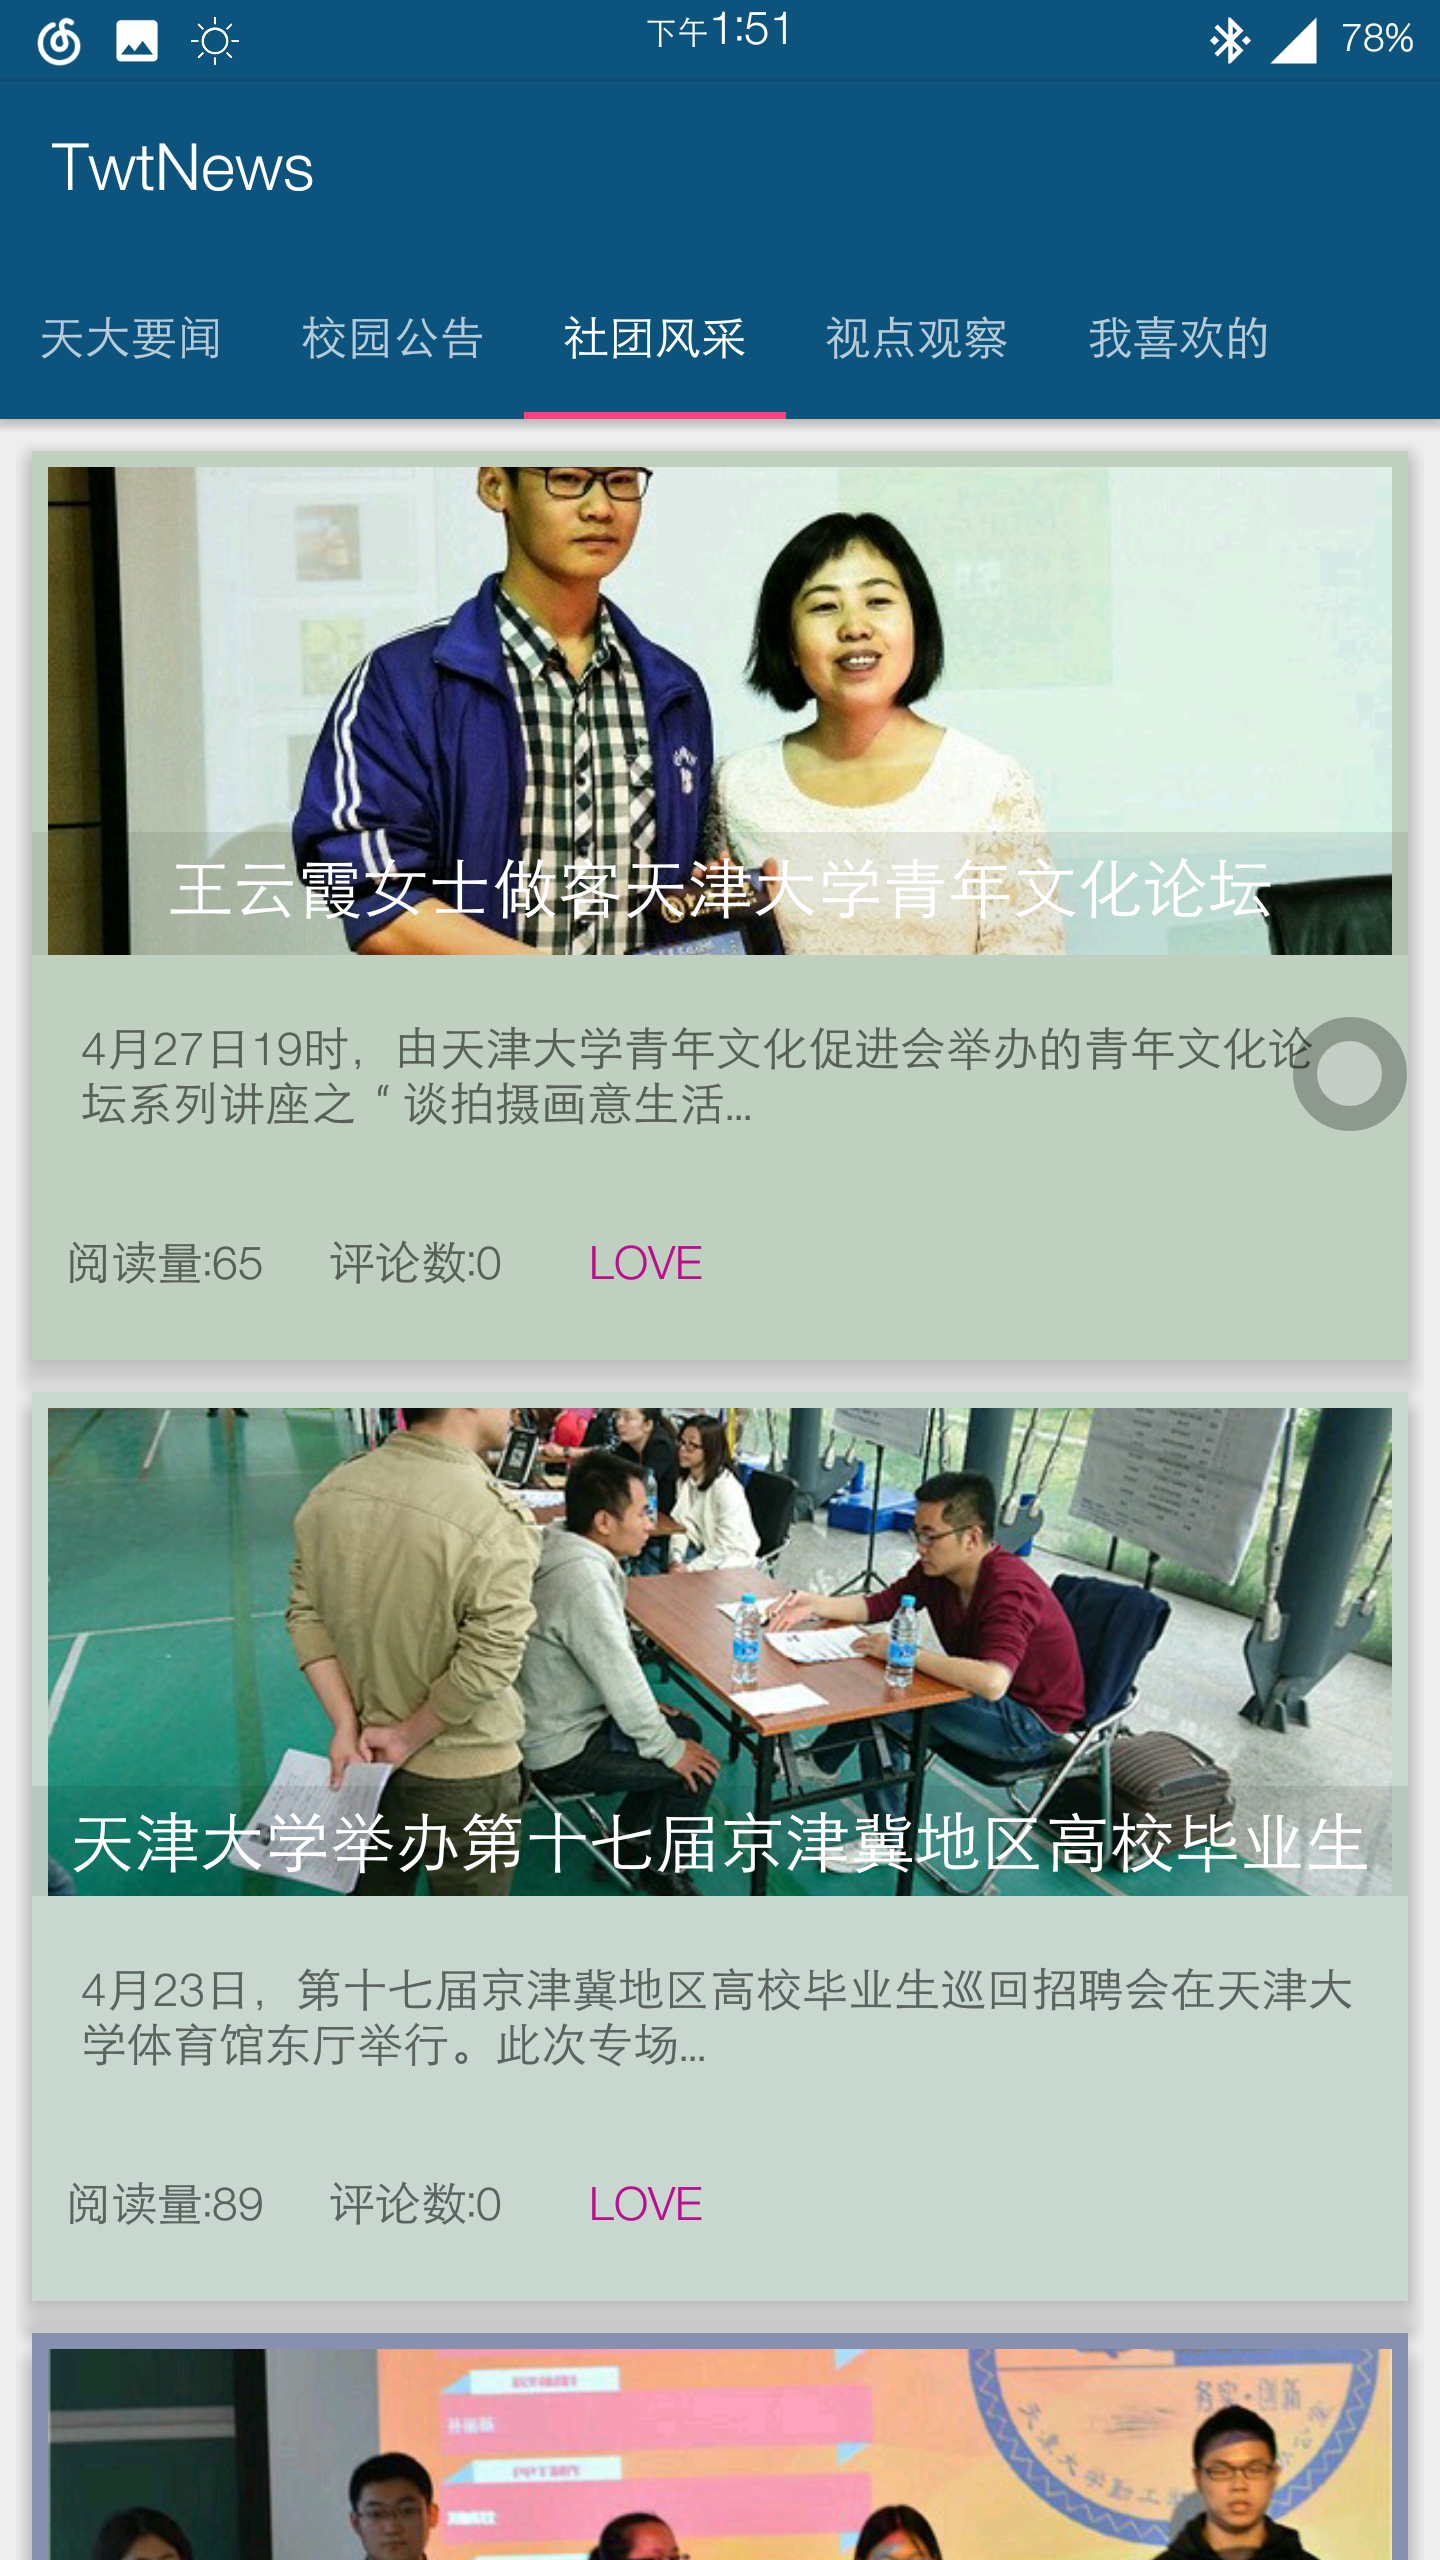 下午1:51
78%
TwtNews
天大要闻 校园公告 社团风采 视点观察 我喜欢的
王云霞女士做客天津大学青年文化论坛
4月27日19时，由天津大学青年文化促进会举办的青年文化论
坛系列讲座之“谈拍摄画意生活...
阅读量:65 评论数:0 LOVE
天津大学举办第十七届京津冀地区高校毕业生
4月23日，第十七届京津冀地区高校毕业生巡回招聘会在天津大
学体育馆东厅举行。此次专场...
阅读量:89 评论数:0 LOVE
务实·创新